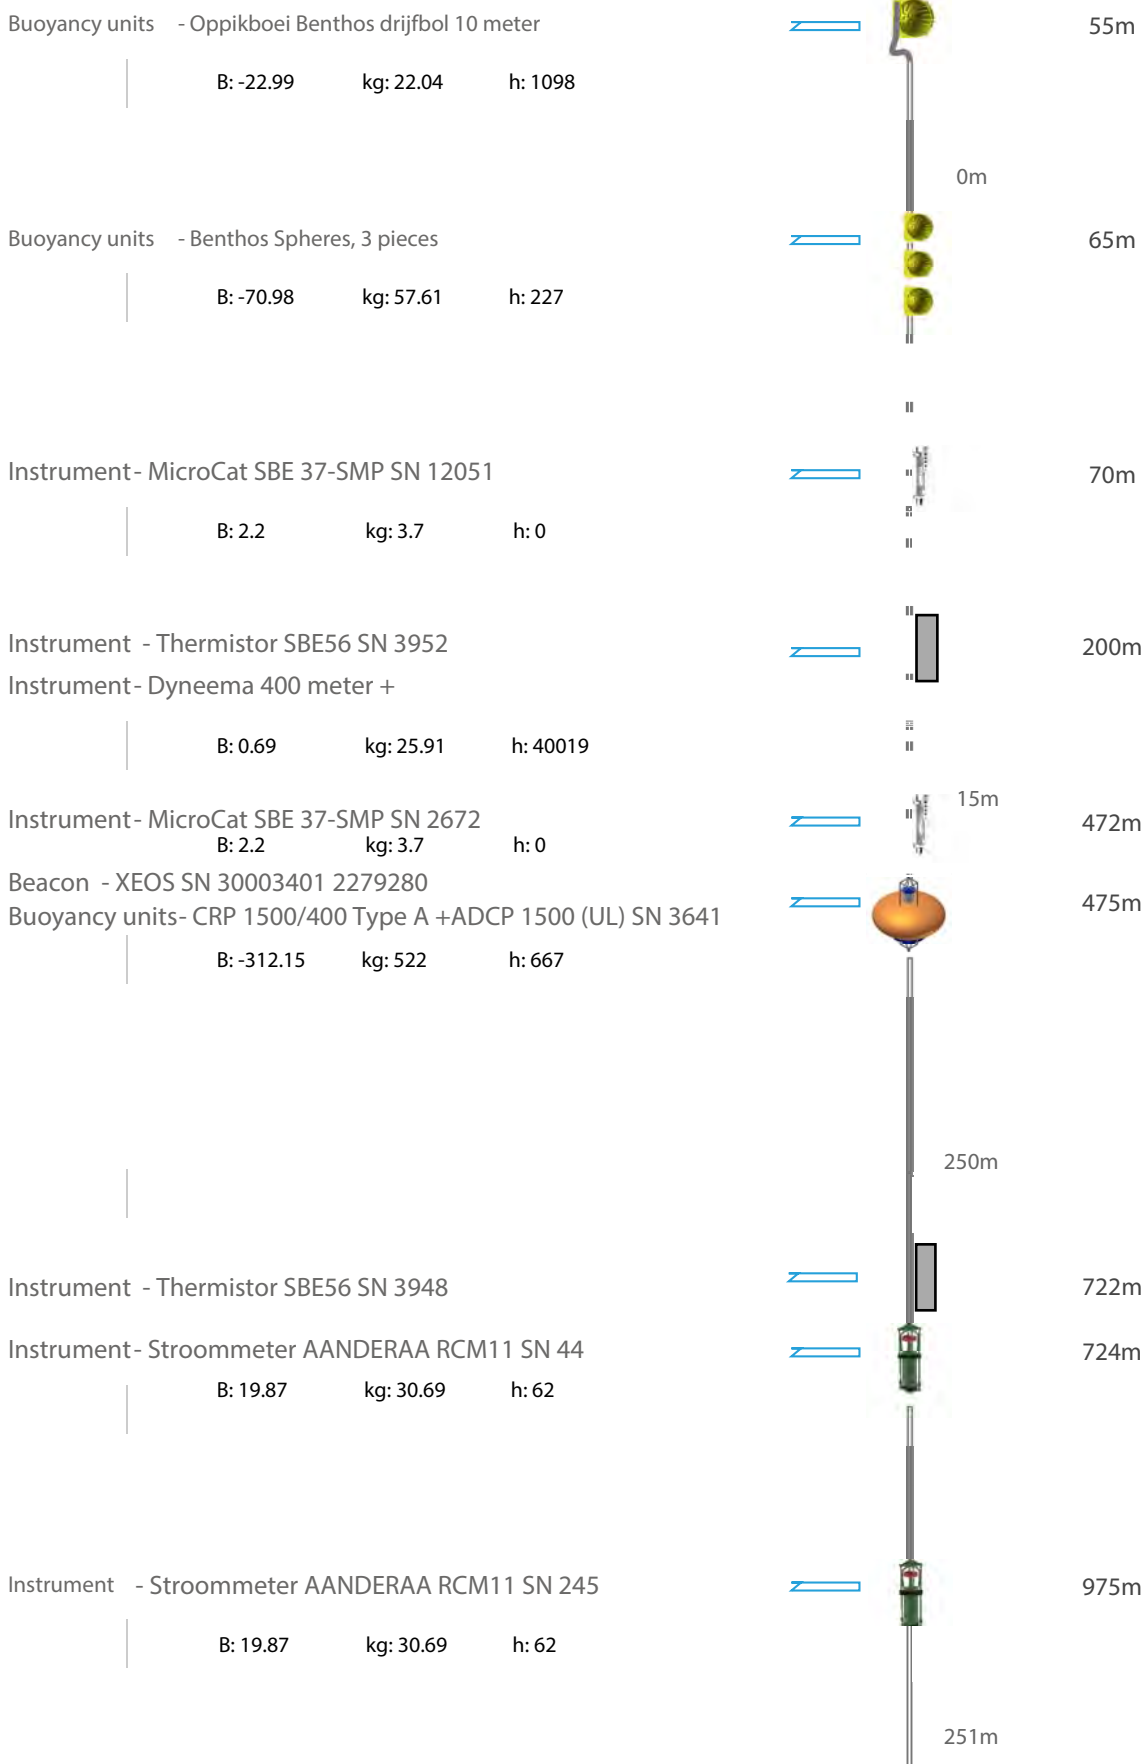 Buoyancy units - Oppikboei Benthos drijfbol 10 meter 55m
B: -22.99 kg: 22.04 h: 1098
0m
Buoyancy units - Benthos Spheres, 3 pieces 65m
B: -70.98 kg: 57.61 h: 227
Instrument - MicroCat SBE 37-SMP SN 12051 70m
B: 2.2 kg: 3.7 h: 0
Instrument - Thermistor SBE56 SN 3952 200m
Instrument - Dyneema 400 meter +
B: 0.69 kg: 25.91 h: 40019
15m
Instrument - MicroCat SBE 37-SMP SN 2672 472m
B: 2.2 kg: 3.7 h: 0
Beacon - XEOS SN 30003401 2279280 475m
Buoyancy units - CRP 1500/400 Type A +ADCP 1500 (UL) SN 3641
B: -312.15 kg: 522 h: 667
250m
Instrument - Thermistor SBE56 SN 3948 722m
Instrument - Stroommeter AANDERAA RCM11 SN 44 724m
B: 19.87 kg: 30.69 h: 62
Instrument - Stroommeter AANDERAA RCM11 SN 245 975m
B: 19.87 kg: 30.69 h: 62
251m